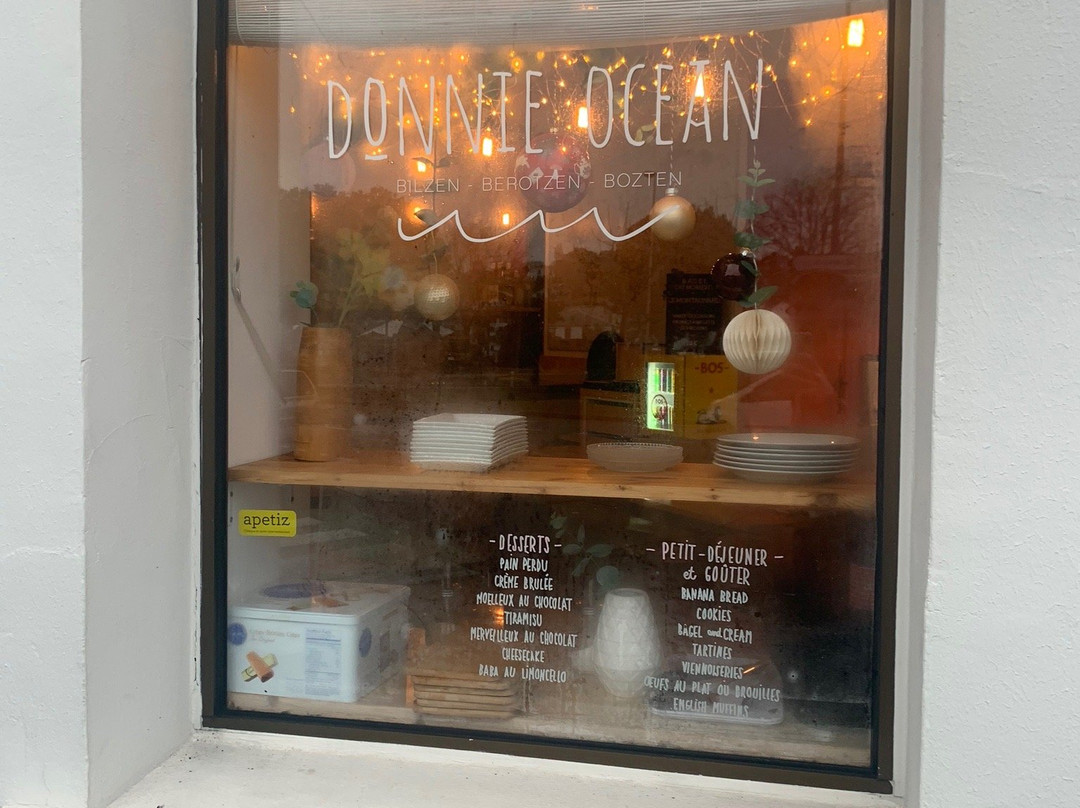 DONNIE OCEAN
BILZEN - BEROTZEN - BOZTEN
-BOS-
apetiz
- DESSERTS -
PAIN PERDU
CRÈME BRULÉE
MOELLEUX AU CHOCOLAT
TIRAMISU
MERVEILLEUX AU CHOCOLAT
CHEESECAKE
BABA AU LIMONCELLO
- PETIT-DÉJEUNER -
et GOÛTER
BANANA BREAD
COOKIES
BAGEL and CREAM
TARTINES
VIENNOISERIES
OEUFS AU PLAT OU BROUILLÉS
ENGLISH MUFFINS